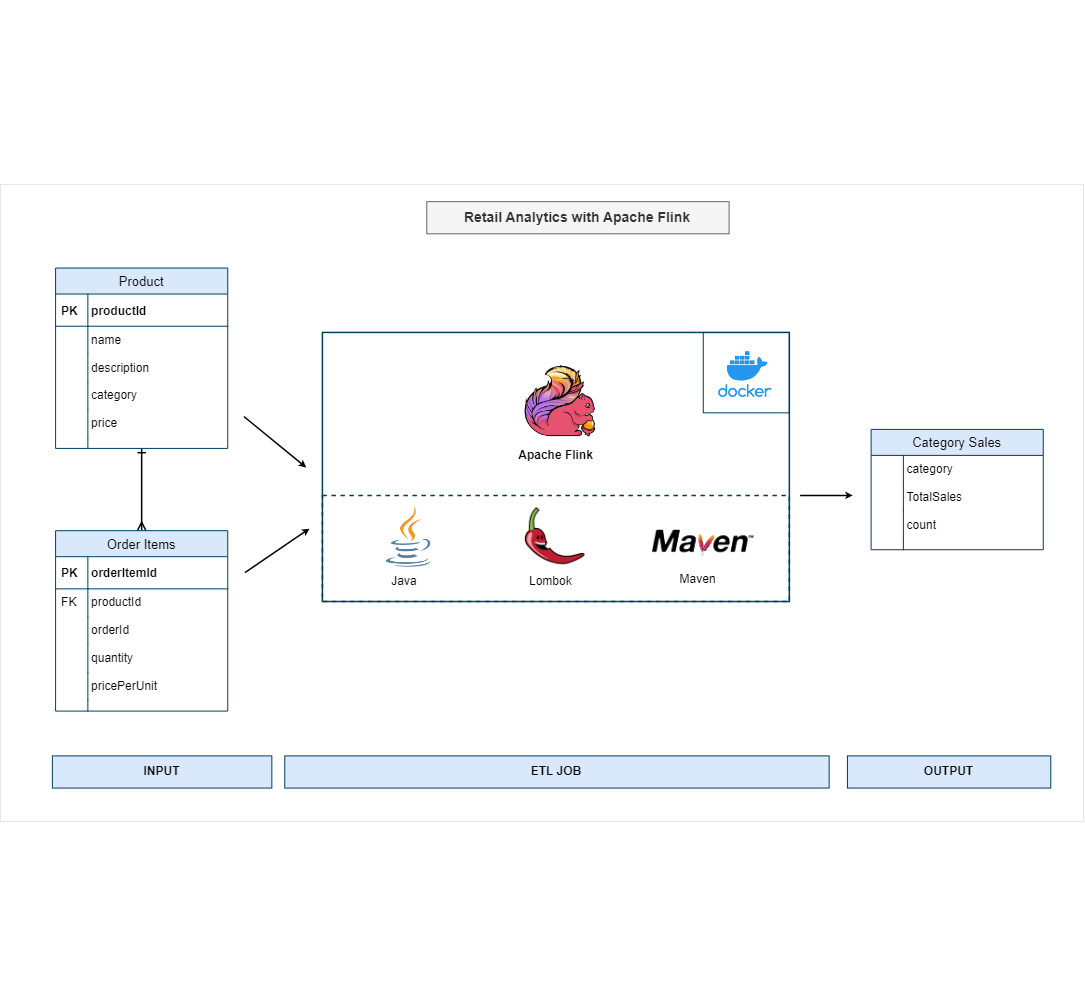 Retail Analytics with Apache Flink
Product
PK productId
name
description
category
price
Order Items
PK orderItemId
FK productId
orderId
quantity
pricePerUnit
docker
Apache Flink
Java
Lombok
Maven™
Maven
Category Sales
category
TotalSales
count
INPUT
ETL JOB
OUTPUT